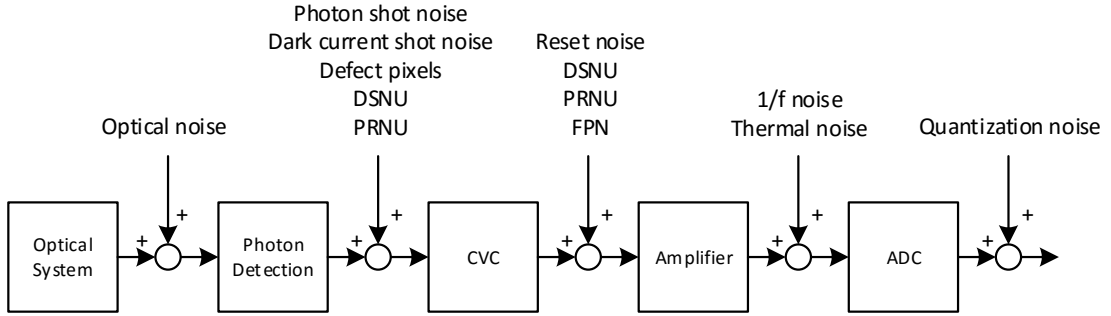 Photon shot noise
Dark current shot noise
Defect pixels
DSNU
PRNU
Reset noise
DSNU
PRNU
FPN
1/f noise
Thermal noise
Optical noise
Quantization noise
+
+
+
+
+
Optical
System
+
Photon
Detection
+
CVC
+
Amplifier
+
ADC
+